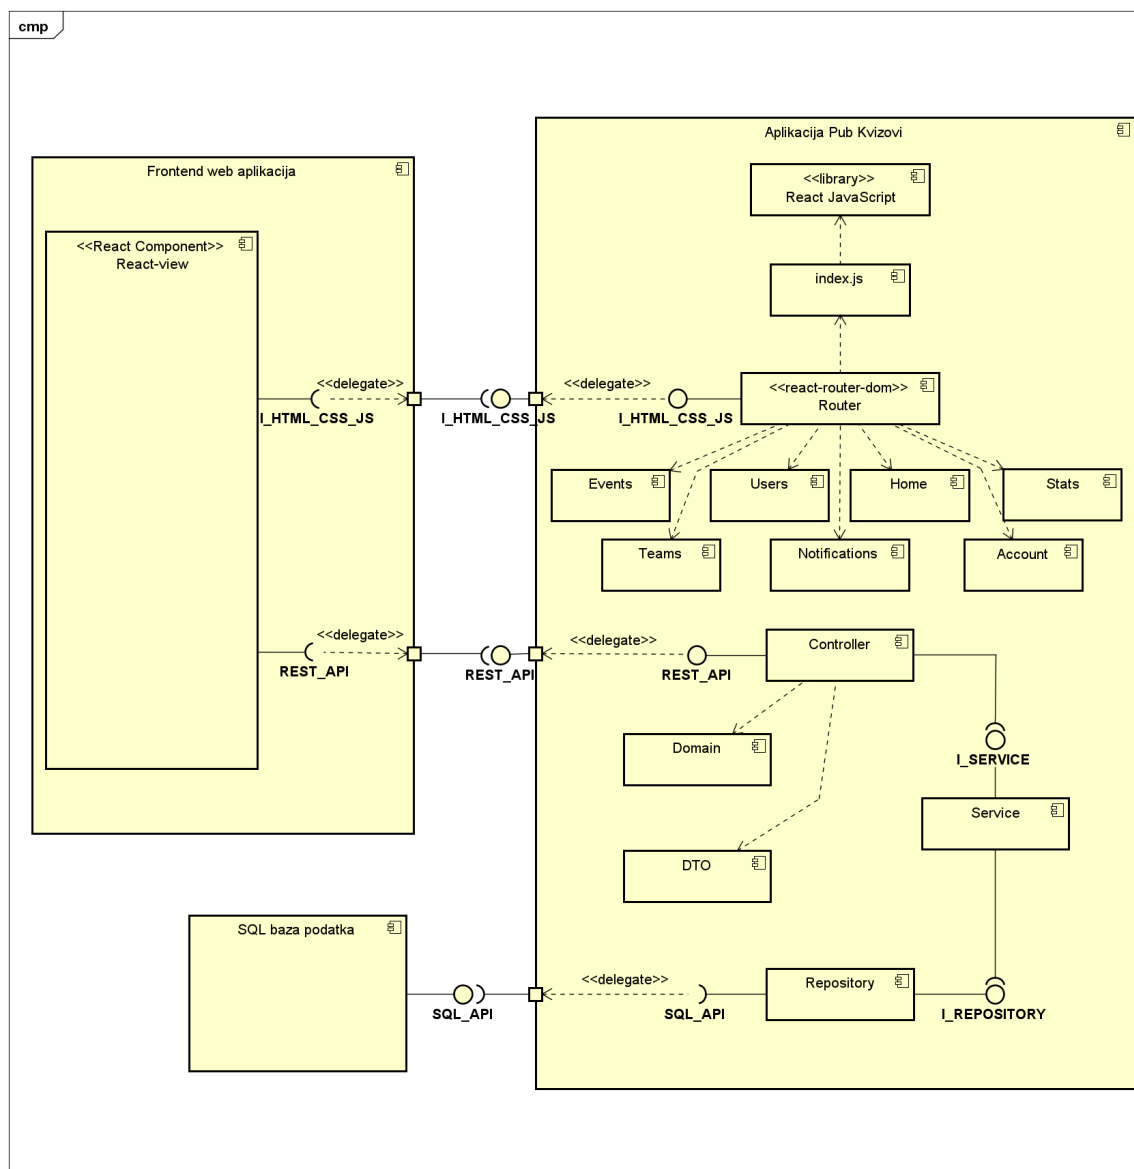 cmp
Aplikacija Pub Kvizovi
Frontend web aplikacija
<<library>>
React JavaScript
<<React Component>>
React-view
index.js
<<delegate>>
<<delegate>>
<<react-router-dom>>
Router
I_HTML_CSS_JS
I_HTML_CSS_JS
I_HTML_CSS_JS
Events
Users
Home
Stats
Teams
Notifications
Account
<<delegate>>
<<delegate>>
Controller
REST_API
REST_API
REST_API
Domain
I_SERVICE
Service
DTO
SQL baza podatka
<<delegate>>
Repository
SQL_API
SQL_API
I_REPOSITORY